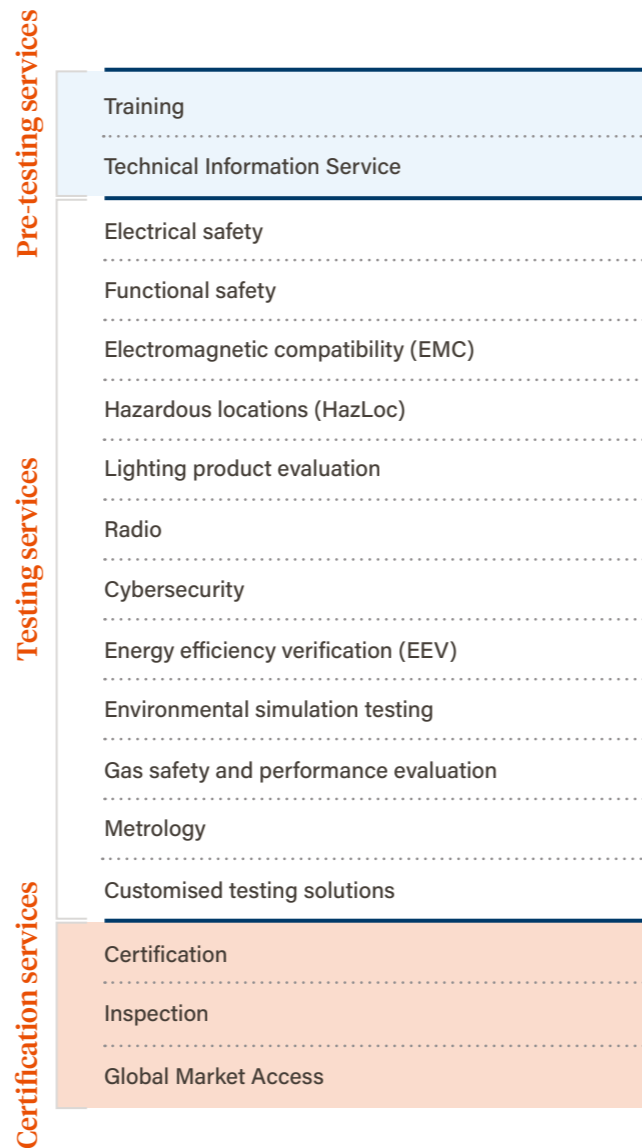 Pre-testing services
Training
Technical Information Service
Testing services
Electrical safety
Functional safety
Electromagnetic compatibility (EMC)
Hazardous locations (HazLoc)
Lighting product evaluation
Radio
Cybersecurity
Energy efficiency verification (EEV)
Environmental simulation testing
Gas safety and performance evaluation
Metrology
Customised testing solutions
Certification services
Certification
Inspection
Global Market Access